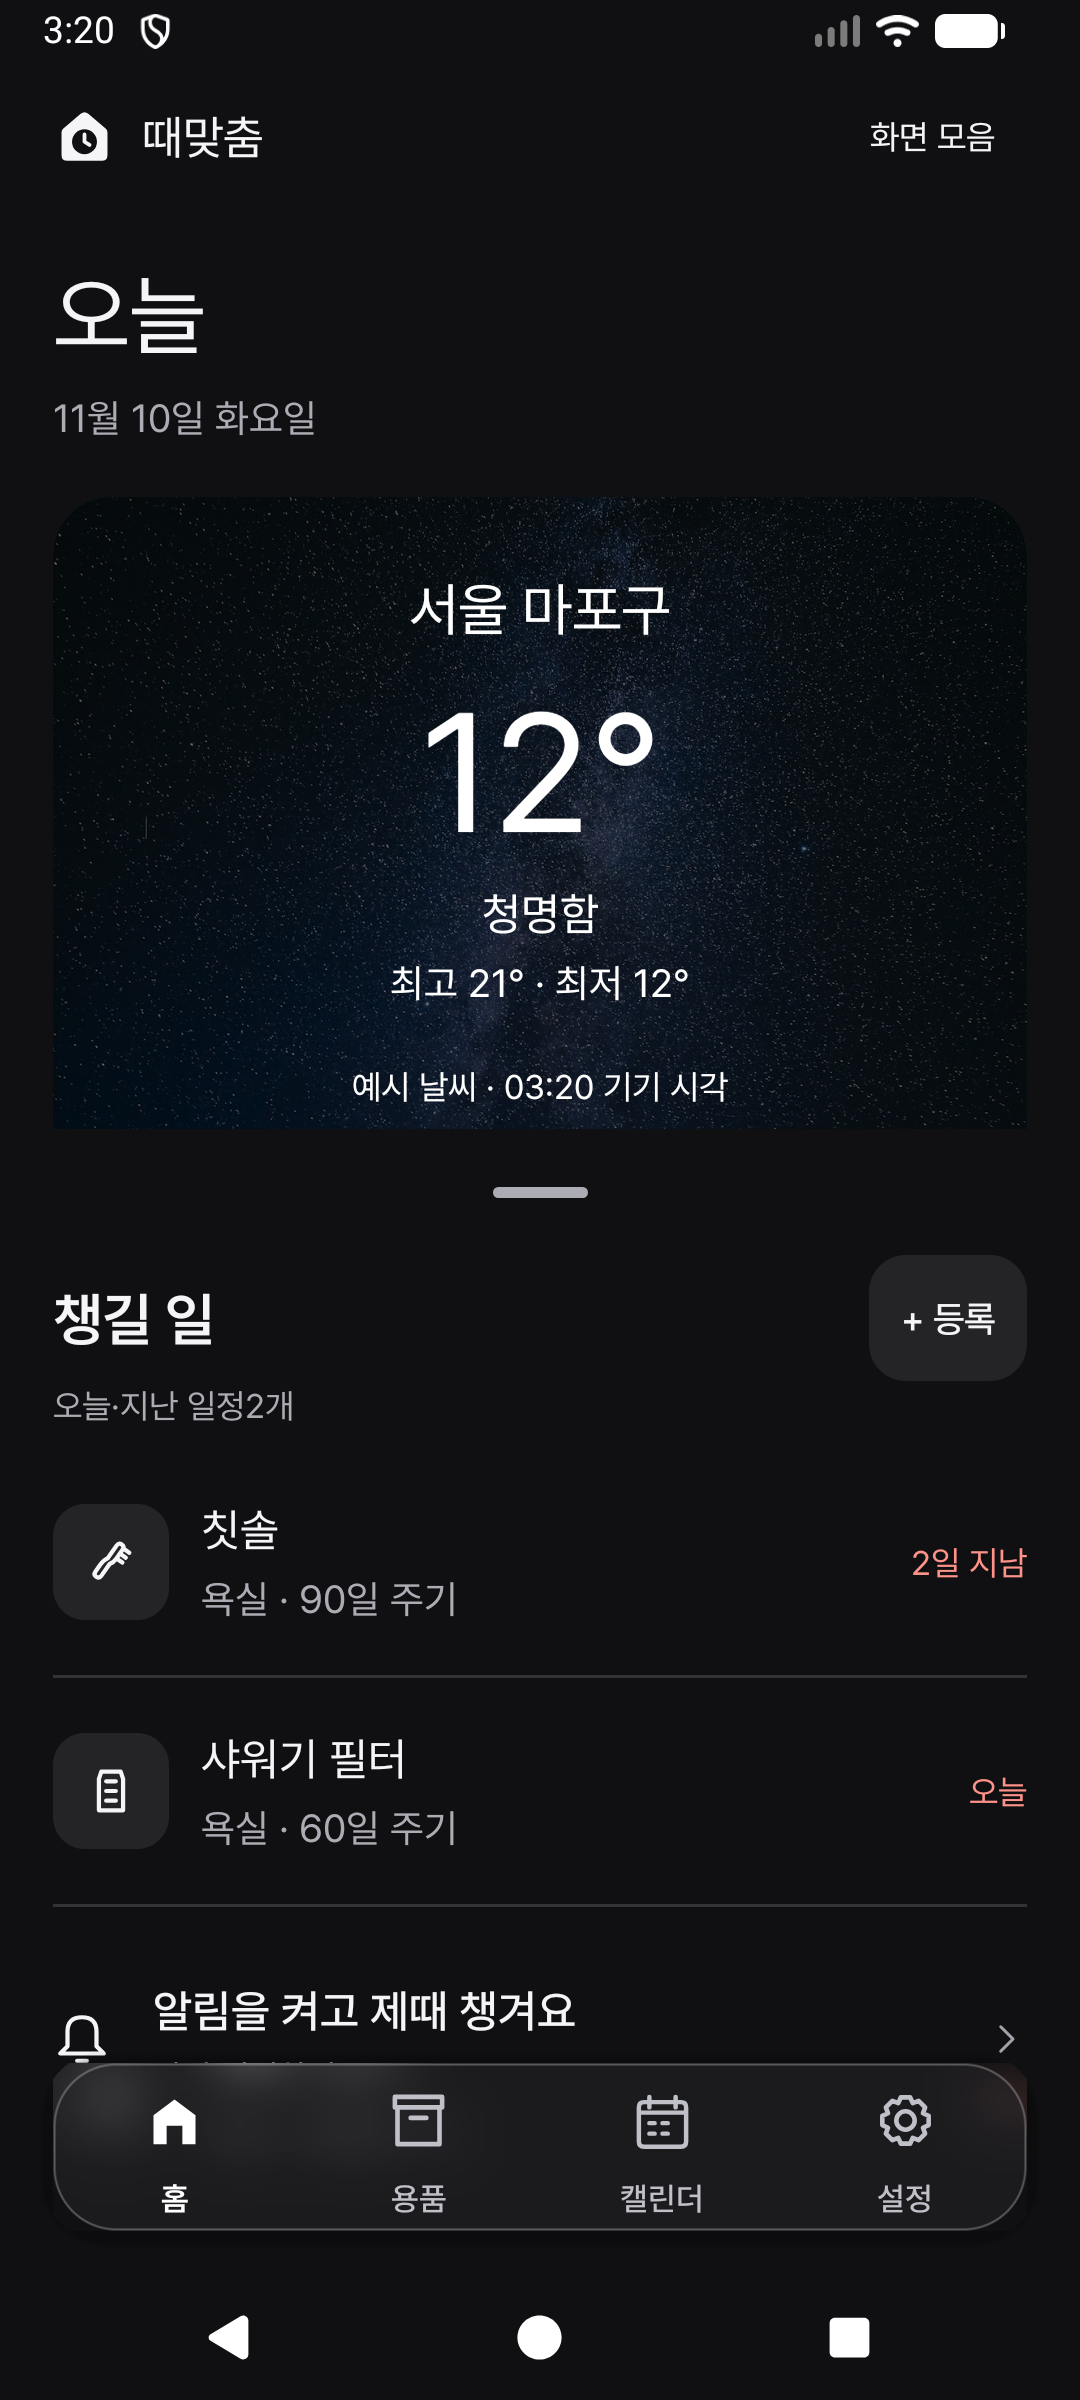 3:20
때맞춤
화면 모음
오늘
11월 10일 화요일
서울 마포구
12°
청명함
최고 21° · 최저 12°
예시 날씨 · 03:20 기기 시각
챙길 일
+ 등록
오늘·지난 일정2개
칫솔
욕실 · 90일 주기
2일 지남
샤워기 필터
욕실 · 60일 주기
오늘
알림을 켜고 제때 챙겨요
홈
용품
캘린더
설정